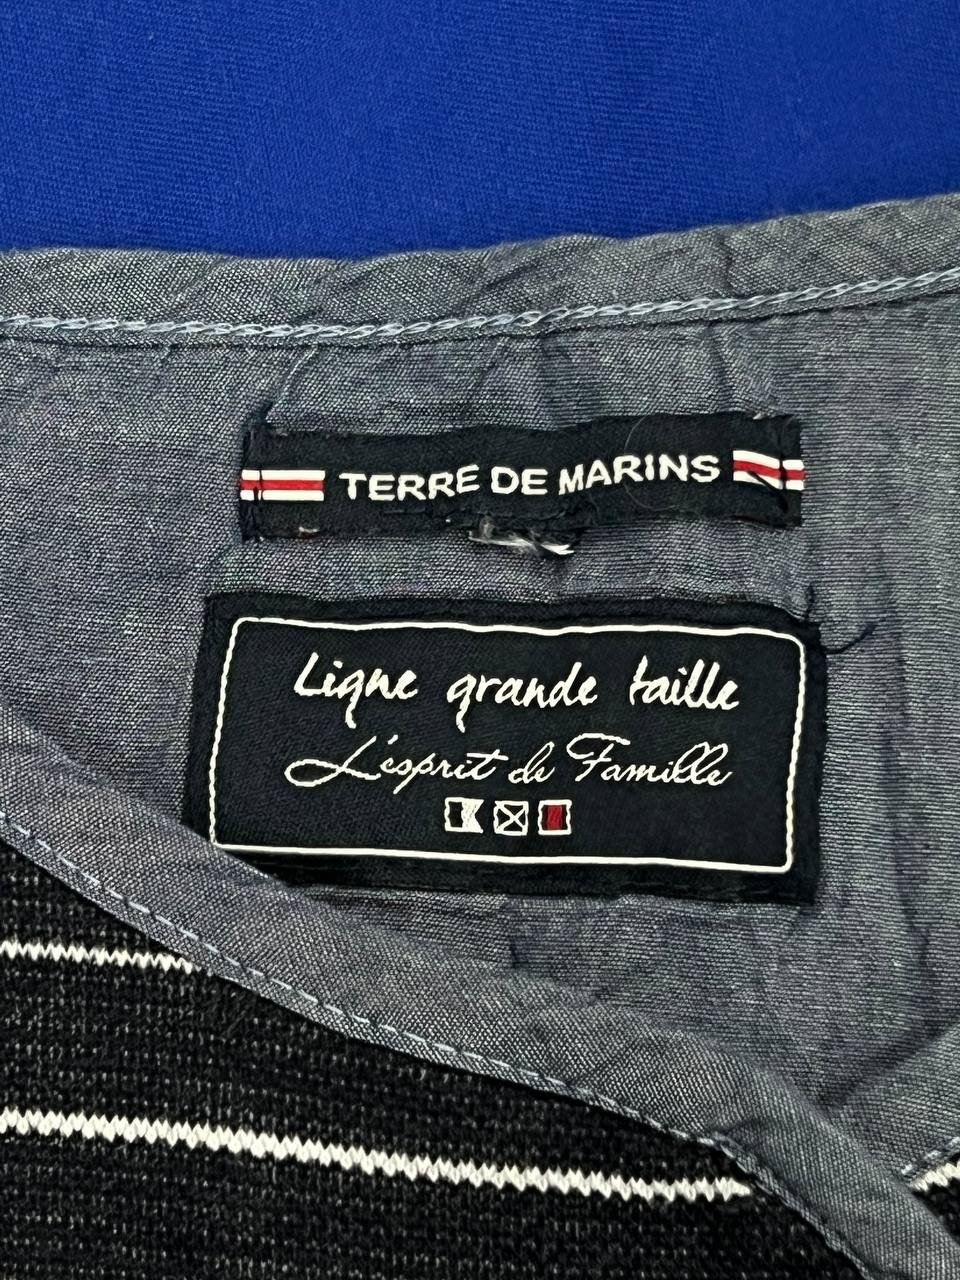 TERRE DE MARINS
Ligne grande taille
L'esprit de Famille